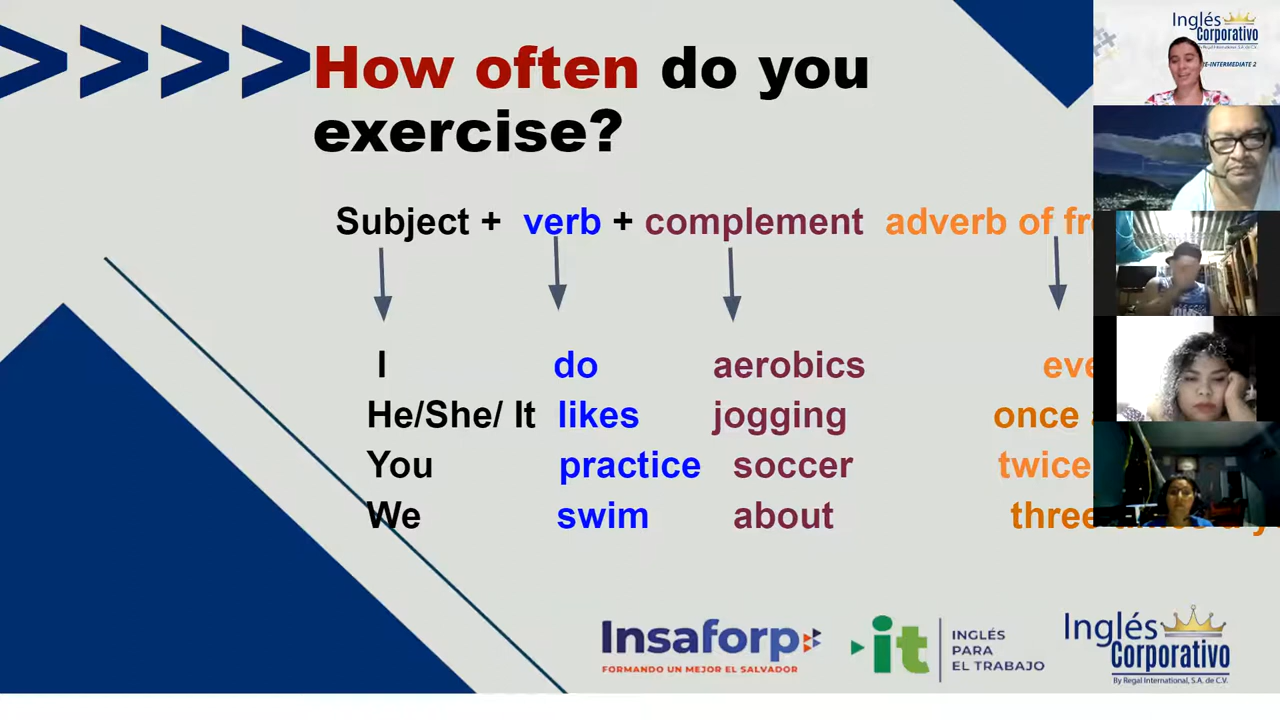 How often do you
exercise?
Subject + verb + complement adverb of
I do aerobics
He/She/ It likes jogging once
You practice soccer twice
We swim about three
Insaforp
FORMANDO UN MEJOR EL SALVADOR
it
INGLÉS
PARA
EL TRABAJO
Inglés
Corporativo
By Regal International, S.A. de C.V.
Inglés
Corporativo